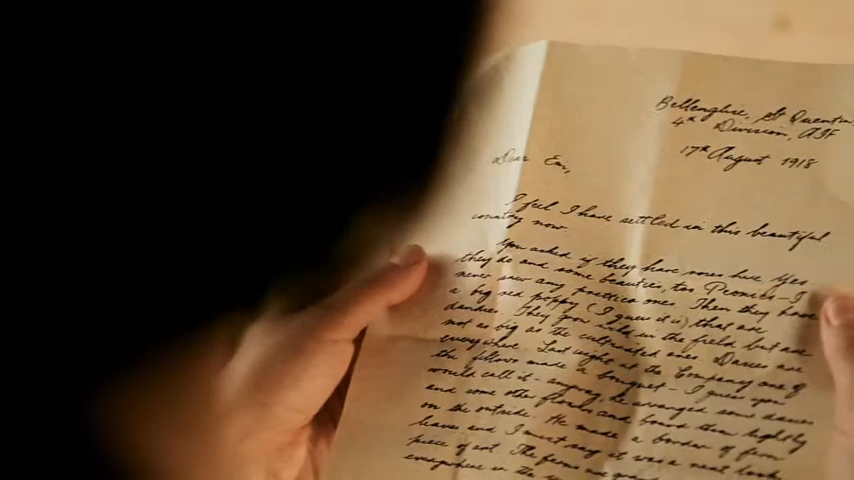 Bellenglise, St Quentin,
4th Division, AIF
17th August 1918
Dear Em,
I feel I have settled in this beautiful
country now
You asked if they have roses here. Yes
they do and some beauties, too. Peonies - I
never saw any prettier ones. Then they have
a big red poppy (I guess it is) that are
dandies. They grow wild in the field but are
not as big as the cultivated ones. Daisies are
everywhere. Last night at the Company one of
the fellows made a bouquet - I guess you
would call it - anyway, he arranged some daisies
and some other flowers and
on the outside. He made a border of fern
leaves and, I must say, it was a neat looking
piece of art. The ferns
everywhere